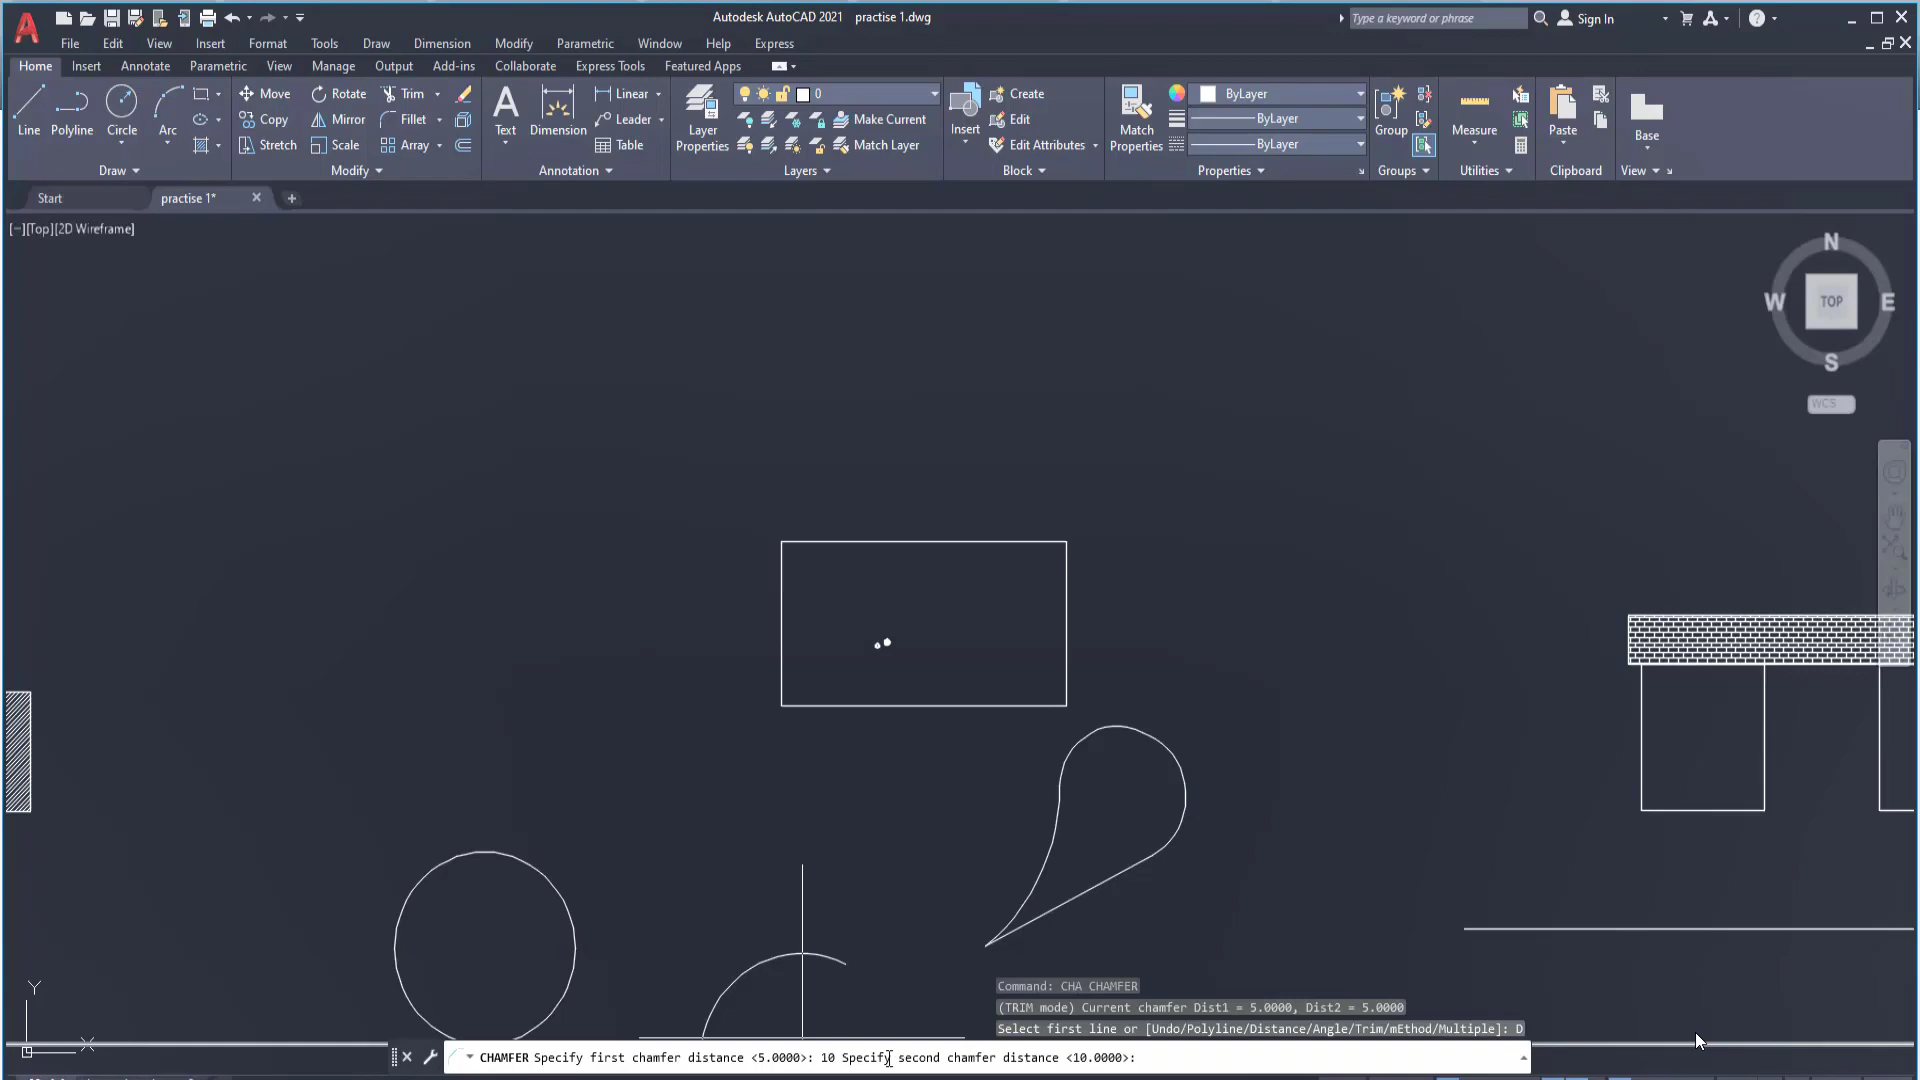 Autodesk AutoCAD 2021 practise 1.dwg
Type a keyword or phrase
Sign In
File Edit View Insert Format Tools Draw Dimension Modify Parametric Window Help Express
Home Insert Annotate Parametric View Manage Output Add-ins Collaborate Express Tools Featured Apps
Line
Polyline
Circle
Arc
Draw
Move
Rotate
Trim
Copy
Mirror
Fillet
Stretch
Scale
Array
Modify
A
Text
Dimension
Linear
Leader
Table
Annotation
Layer
Properties
0
Make Current
Match Layer
Layers
Insert
Create
Edit
Edit Attributes
Block
Match
Properties
ByLayer
ByLayer
ByLayer
Properties
Group
Groups
Measure
Utilities
Paste
Clipboard
Base
View
Start
practise 1*
[−][Top][2D Wireframe]
N
W
TOP
E
S
WCS
Y
X
Command: CHA CHAMFER
(TRIM mode) Current chamfer Dist1 = 5.0000, Dist2 = 5.0000
Select first line or [Undo/Polyline/Distance/Angle/Trim/mEthod/Multiple]: D
CHAMFER Specify first chamfer distance <5.0000>: 10 Specify second chamfer distance <10.0000>: